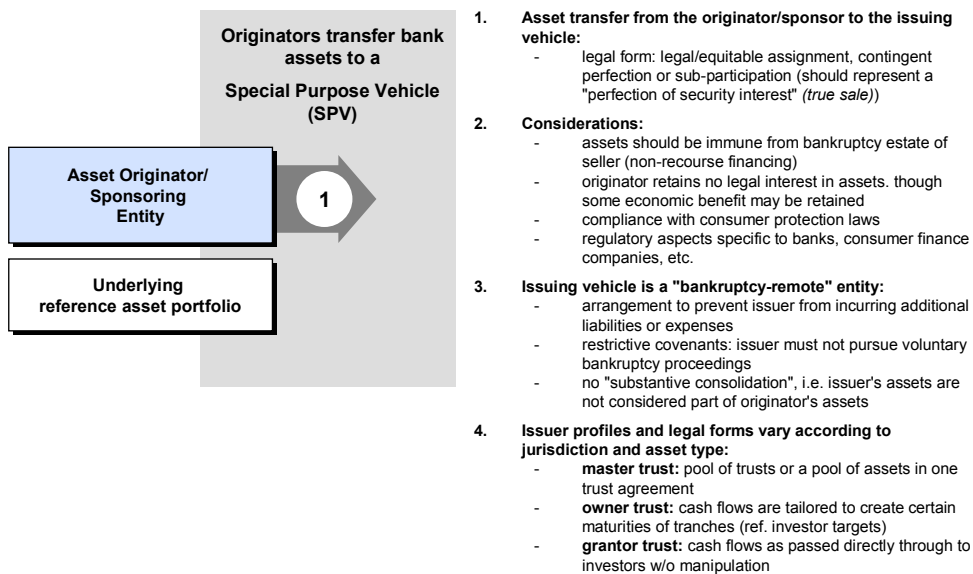 Originators transfer bank
assets to a
Special Purpose Vehicle
(SPV)
Asset Originator/
Sponsoring
Entity
1
Underlying
reference asset portfolio
1. Asset transfer from the originator/sponsor to the issuing
vehicle:
- legal form: legal/equitable assignment, contingent
perfection or sub-participation (should represent a
"perfection of security interest" (true sale))
2. Considerations:
- assets should be immune from bankruptcy estate of
seller (non-recourse financing)
- originator retains no legal interest in assets. though
some economic benefit may be retained
- compliance with consumer protection laws
- regulatory aspects specific to banks, consumer finance
companies, etc.
3. Issuing vehicle is a "bankruptcy-remote" entity:
- arrangement to prevent issuer from incurring additional
liabilities or expenses
- restrictive covenants: issuer must not pursue voluntary
bankruptcy proceedings
- no "substantive consolidation", i.e. issuer's assets are
not considered part of originator's assets
4. Issuer profiles and legal forms vary according to
jurisdiction and asset type:
- master trust: pool of trusts or a pool of assets in one
trust agreement
- owner trust: cash flows are tailored to create certain
maturities of tranches (ref. investor targets)
- grantor trust: cash flows as passed directly through to
investors w/o manipulation